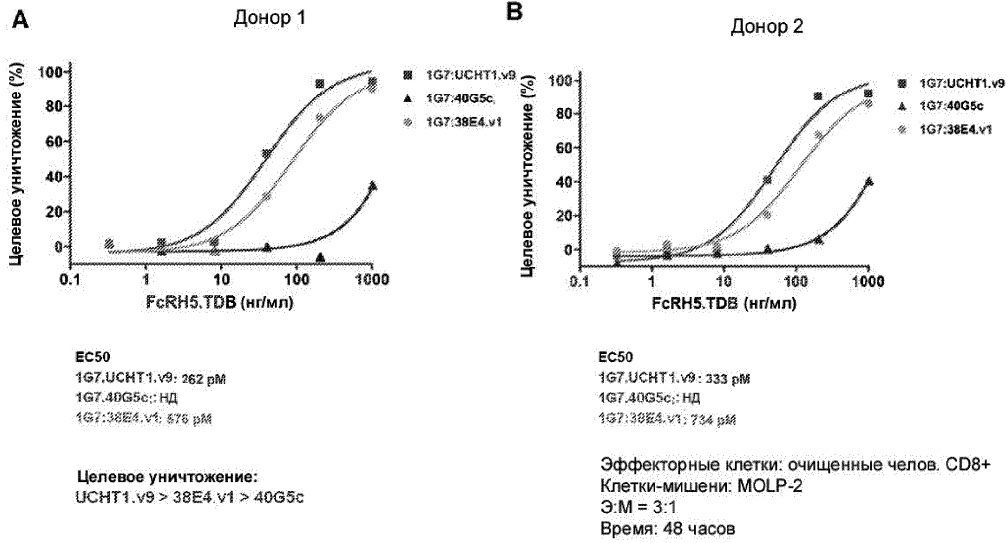 A
Донор 1
Целевое уничтожение (%)
100
80
60
40
20
0
0.1
1
10
100
1000
FcRH5.TDB (нг/мл)
1G7:UCHT1.v9
1G7:40G5c;
1G7:38E4.v1
EC50
1G7.UCHT1.v9: 262 pM
1G7.40G5c;: НД
1G7:38E4.v1: 576 pM
Целевое уничтожение:
UCHT1.v9 > 38E4.v1 > 40G5c
B
Донор 2
Целевое уничтожение (%)
100
80
60
40
20
0
0.1
1
10
100
1000
FcRH5.TDB (нг/мл)
1G7:UCHT1.v9
1G7:40G5c
1G7:38E4.v1
EC50
1G7.UCHT1.v9: 333 pM
1G7.40G5c;: НД
1G7:38E4.v1: 734 pM
Эффекторные клетки: очищенные челов. CD8+
Клетки-мишени: MOLP-2
Э:М = 3:1
Время: 48 часов